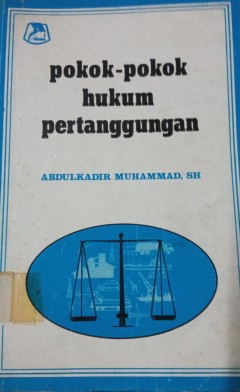 pokok-pokok
hukum
pertanggungan
ABDULKADIR MUHAMMAD, SH